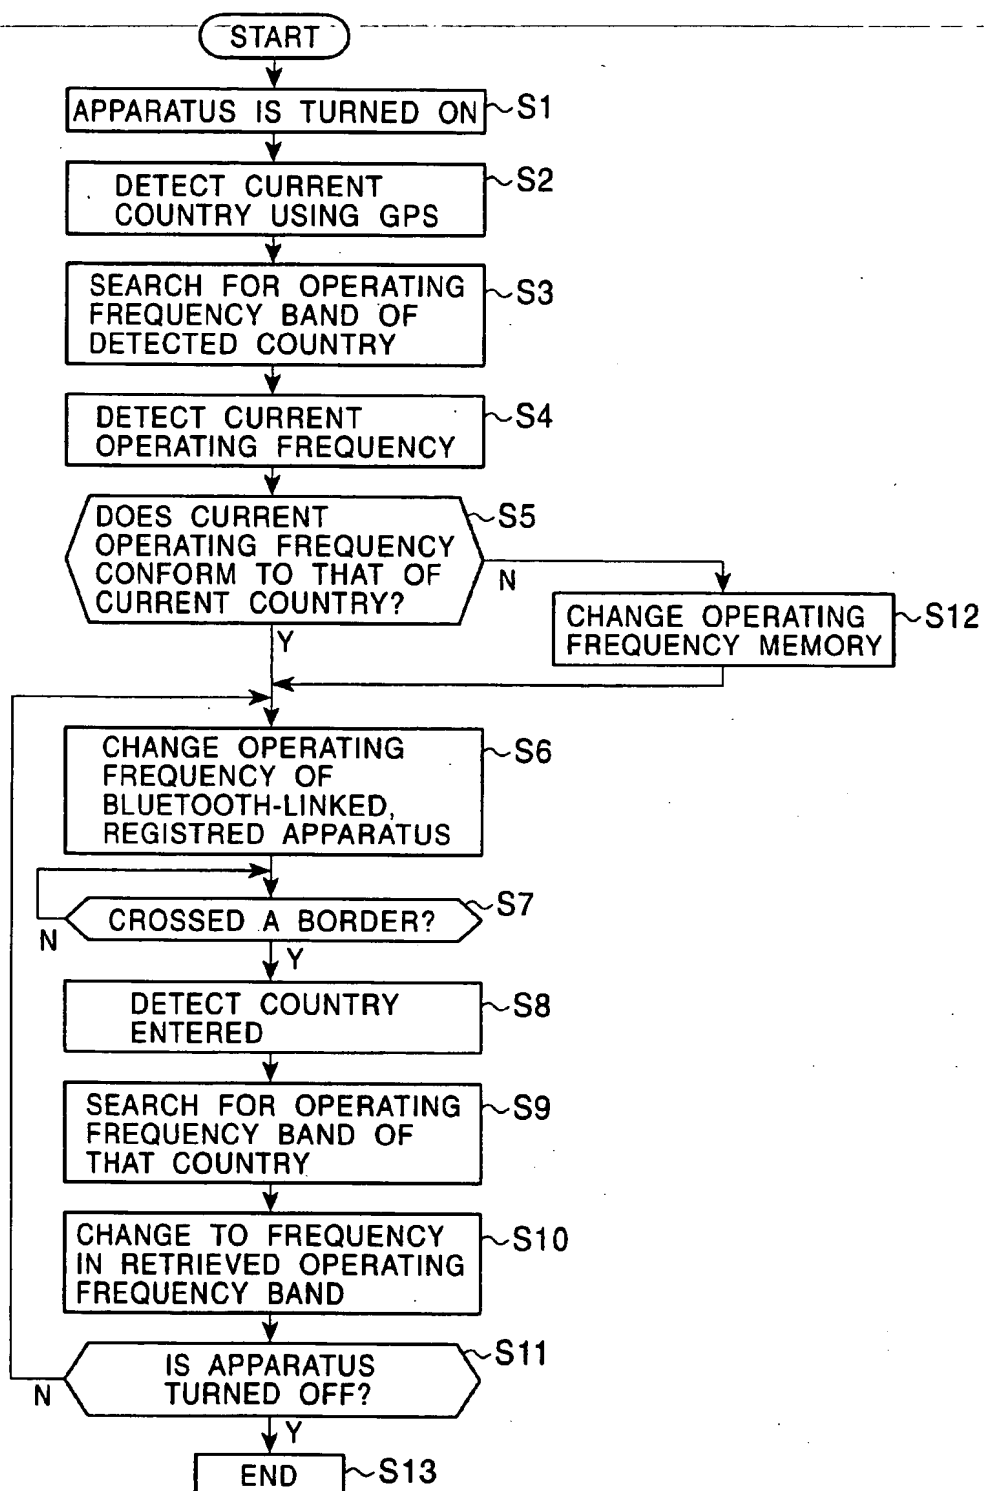 START
APPARATUS IS TURNED ON
S1
DETECT CURRENT
COUNTRY USING GPS
S2
SEARCH FOR OPERATING
FREQUENCY BAND OF
DETECTED COUNTRY
S3
DETECT CURRENT
OPERATING FREQUENCY
S4
DOES CURRENT
OPERATING FREQUENCY
CONFORM TO THAT OF
CURRENT COUNTRY?
S5
N
Y
CHANGE OPERATING
FREQUENCY MEMORY
S12
CHANGE OPERATING
FREQUENCY OF
BLUETOOTH-LINKED,
REGISTRED APPARATUS
S6
CROSSED A BORDER?
S7
N
Y
DETECT COUNTRY
ENTERED
S8
SEARCH FOR OPERATING
FREQUENCY BAND OF
THAT COUNTRY
S9
CHANGE TO FREQUENCY
IN RETRIEVED OPERATING
FREQUENCY BAND
S10
IS APPARATUS
TURNED OFF?
S11
N
Y
END
S13